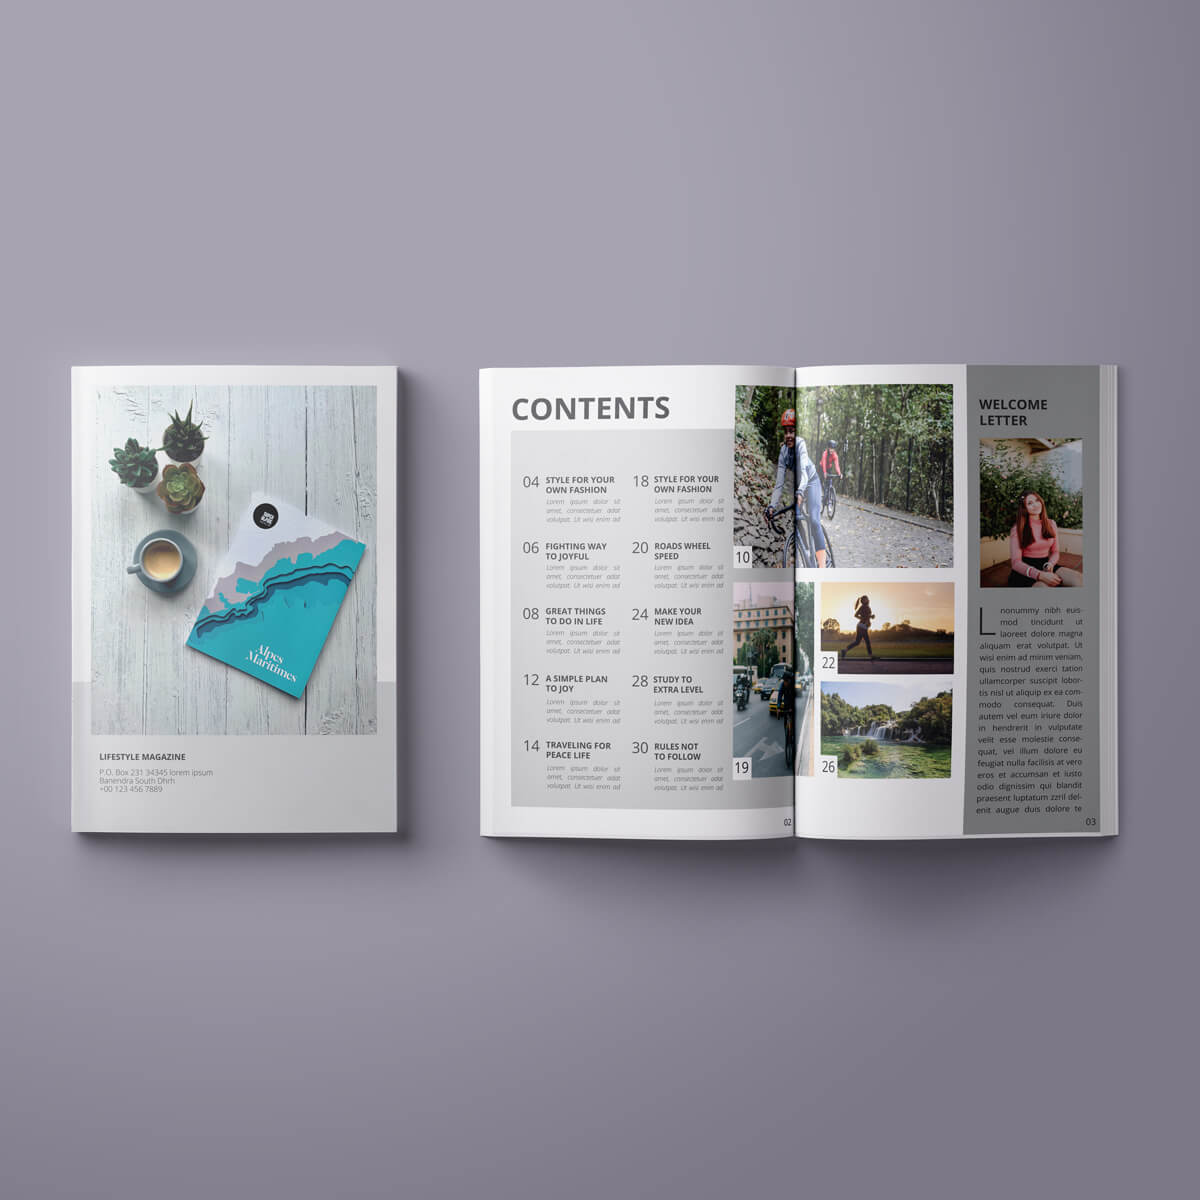 Alpes
Maritimes
LIFESTYLE MAGAZINE
P.O. Box 231 34345 lorem ipsum
Banendra South Dhrh
+00 123 456 7889
CONTENTS
04 STYLE FOR YOUR
OWN FASHION
Lorem ipsum dolor sit
amet, consectetuer adat
volutpat. Ut wisi enim ad
06 FIGHTING WAY
TO JOYFUL
Lorem ipsum dolor sit
amet, consectetuer adat
volutpat. Ut wisi enim ad
08 GREAT THINGS
TO DO IN LIFE
Lorem ipsum dolor sit
amet, consectetuer adat
volutpat. Ut wisi enim ad
12 A SIMPLE PLAN
TO JOY
Lorem ipsum dolor sit
amet, consectetuer adat
volutpat. Ut wisi enim ad
14 TRAVELING FOR
PEACE LIFE
Lorem ipsum dolor sit
amet, consectetuer adat
volutpat. Ut wisi enim ad
18 STYLE FOR YOUR
OWN FASHION
Lorem ipsum dolor sit
amet, consectetuer adat
volutpat. Ut wisi enim ad
20 ROADS WHEEL
SPEED
Lorem ipsum dolor sit
amet, consectetuer adat
volutpat. Ut wisi enim ad
24 MAKE YOUR
NEW IDEA
Lorem ipsum dolor sit
amet, consectetuer adat
volutpat. Ut wisi enim ad
28 STUDY TO
EXTRA LEVEL
Lorem ipsum dolor sit
amet, consectetuer adat
volutpat. Ut wisi enim ad
30 RULES NOT
TO FOLLOW
Lorem ipsum dolor sit
amet, consectetuer adat
volutpat. Ut wisi enim ad
10
19
02
22
26
WELCOME
LETTER
L nonummy nibh euis-
mod tincidunt ut
laoreet dolore magna
aliquam erat volutpat. Ut
wisi enim ad minim veniam,
quis nostrud exerci tation
ullamcorper suscipit lobor-
tis nisl ut aliquip ex ea com-
modo consequat. Duis
autem vel eum iriure dolor
in hendrerit in vulputate
velit esse molestie conse-
quat, vel illum dolore eu
feugiat nulla facilisis at vero
eros et accumsan et iusto
odio dignissim qui blandit
praesent luptatum zzril del-
enit augue duis dolore te
03